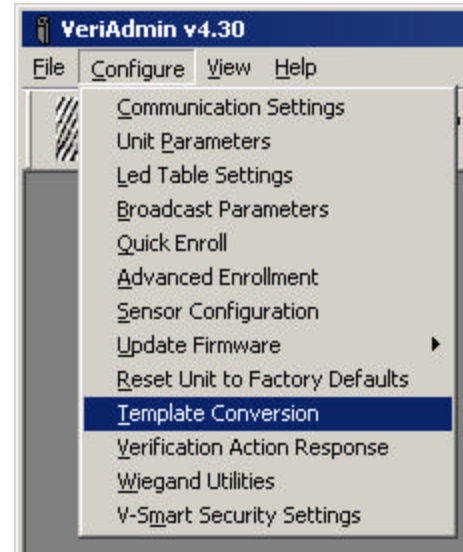 VeriAdmin v4.30
File Configure View Help
Communication Settings
Unit Parameters
Led Table Settings
Broadcast Parameters
Quick Enroll
Advanced Enrollment
Sensor Configuration
Update Firmware
Reset Unit to Factory Defaults
Template Conversion
Verification Action Response
Wiegand Utilities
V-Smart Security Settings